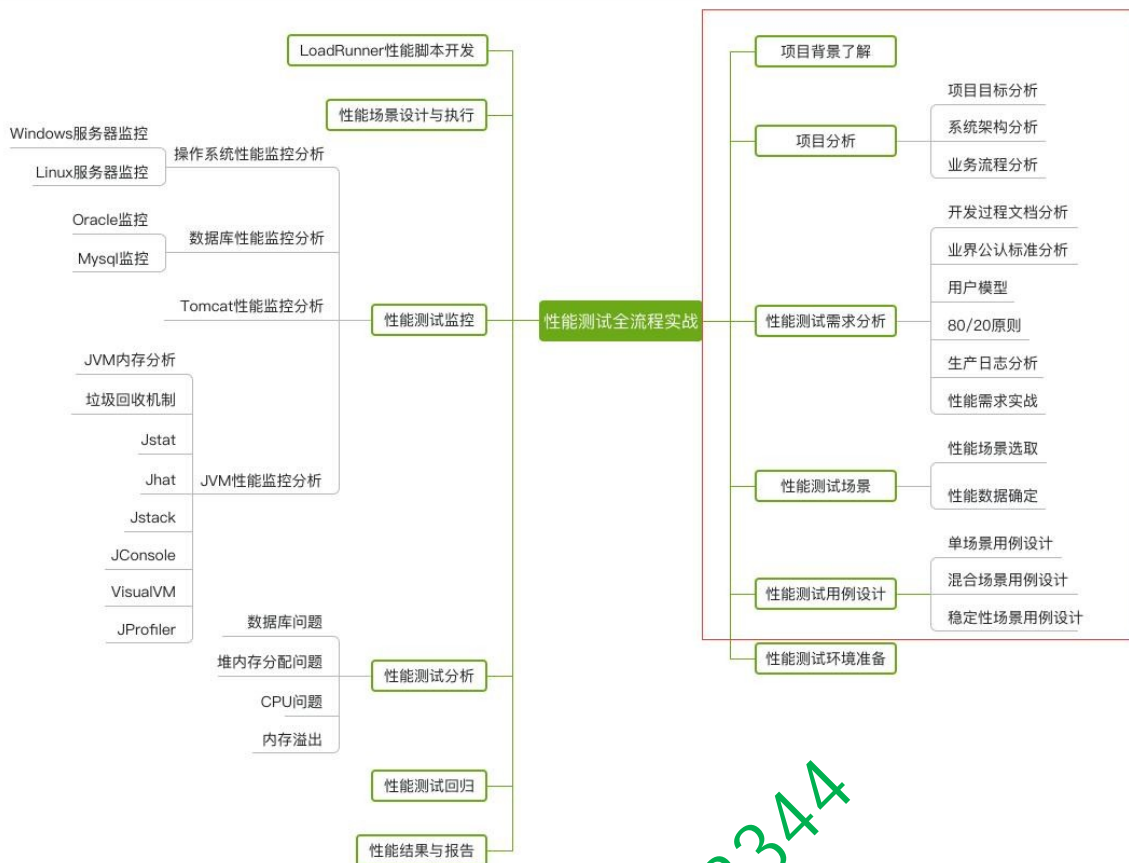 性能测试全流程实战
项目背景了解
项目分析
项目目标分析
系统架构分析
业务流程分析
性能测试需求分析
开发过程文档分析
业界公认标准分析
用户模型
80/20原则
生产日志分析
性能需求实战
性能测试场景
性能场景选取
性能数据确定
性能测试用例设计
单场景用例设计
混合场景用例设计
稳定性场景用例设计
性能测试环境准备
LoadRunner性能脚本开发
性能场景设计与执行
性能测试监控
操作系统性能监控分析
Windows服务器监控
Linux服务器监控
数据库性能监控分析
Oracle监控
Mysql监控
Tomcat性能监控分析
JVM性能监控分析
JVM内存分析
垃圾回收机制
Jstat
Jhat
Jstack
JConsole
VisualVM
JProfiler
性能测试分析
数据库问题
堆内存分配问题
CPU问题
内存溢出
性能测试回归
性能结果与报告
344